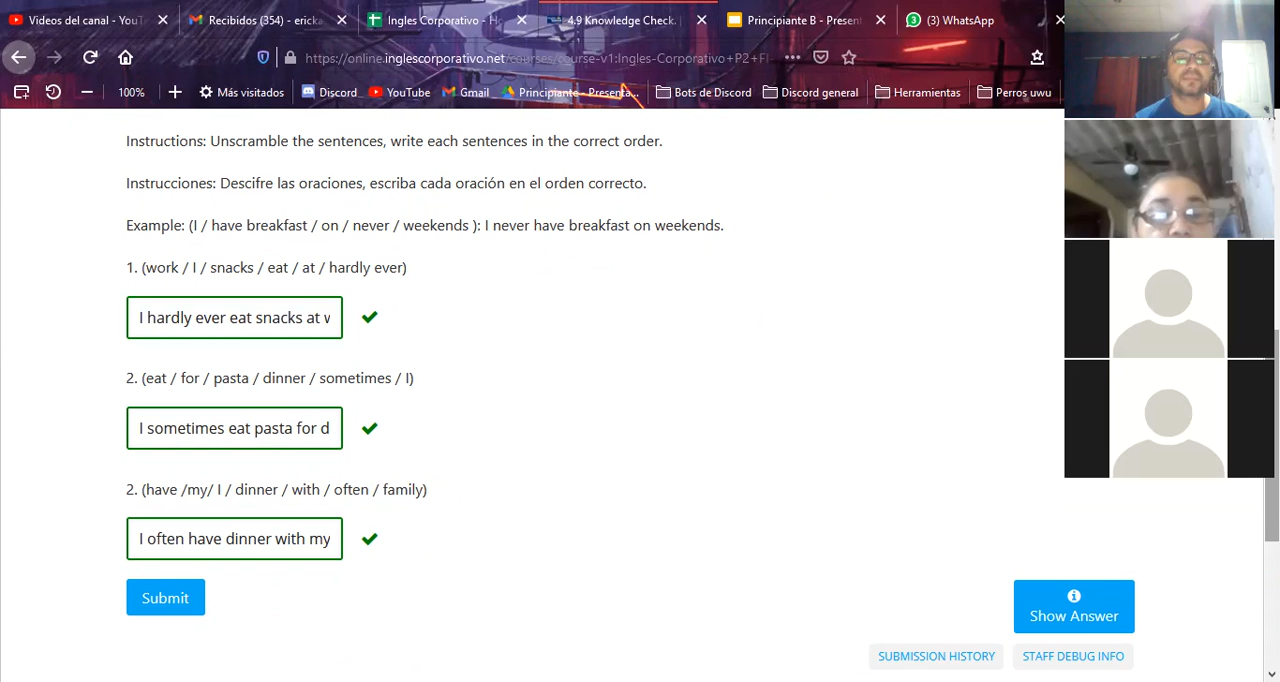 Videos del canal - YouT
Recibidos (354) - ericka
Ingles Corporativo - Ho
4.9 Knowledge Check.
Principiante B - Present
(3) WhatsApp
https://online.inglescorporativo.net/courses/course-v1:Ingles-Corporativo+P2+Fl
100%
Más visitados
Discord
YouTube
Gmail
Principiante - Presenta...
Bots de Discord
Discord general
Herramientas
Perros uwu
Instructions: Unscramble the sentences, write each sentences in the correct order.
Instrucciones: Descifre las oraciones, escriba cada oración en el orden correcto.
Example: (I / have breakfast / on / never / weekends ): I never have breakfast on weekends.
1. (work / I / snacks / eat / at / hardly ever)
I hardly ever eat snacks at w
2. (eat / for / pasta / dinner / sometimes / I)
I sometimes eat pasta for d
2. (have /my/ I / dinner / with / often / family)
I often have dinner with my
Submit
Show Answer
SUBMISSION HISTORY
STAFF DEBUG INFO